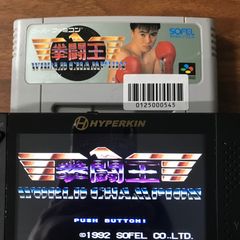 SOFEL
拳闘王
WORLD CHAMPION
0125000545
HYPERKIN
拳闘王
WORLD CHAMPION
PUSH BUTTON!
©1992 SOFEL CO.,LTD.